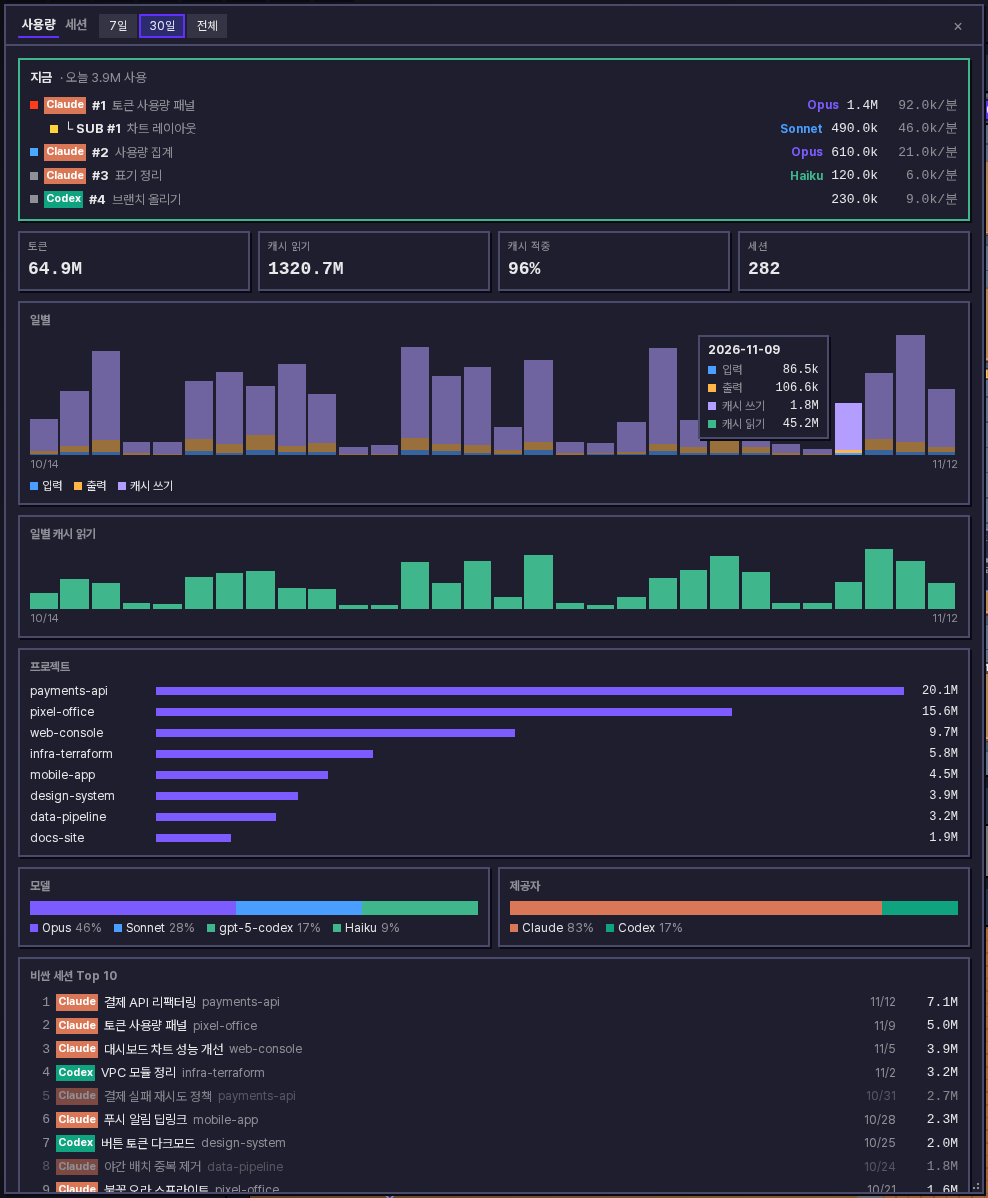 사용량 세션 7일 30일 전체 ×
지금 · 오늘 3.9M 사용
Claude #1 토큰 사용량 패널 Opus 1.4M 92.0k/분
└ SUB #1 차트 레이아웃 Sonnet 490.0k 46.0k/분
Claude #2 사용량 집계 Opus 610.0k 21.0k/분
Claude #3 표기 정리 Haiku 120.0k 6.0k/분
Codex #4 브랜치 올리기 230.0k 9.0k/분
토큰 캐시 읽기 캐시 적중 세션
64.9M 1320.7M 96% 282
일별
2026-11-09
입력 86.5k
출력 106.6k
캐시 쓰기 1.8M
캐시 읽기 45.2M
10/14 11/12
입력 출력 캐시 쓰기
일별 캐시 읽기
10/14 11/12
프로젝트
payments-api 20.1M
pixel-office 15.6M
web-console 9.7M
infra-terraform 5.8M
mobile-app 4.5M
design-system 3.9M
data-pipeline 3.2M
docs-site 1.9M
모델 제공자
Opus 46% Sonnet 28% gpt-5-codex 17% Haiku 9% Claude 83% Codex 17%
비싼 세션 Top 10
1 Claude 결제 API 리팩터링 payments-api 11/12 7.1M
2 Claude 토큰 사용량 패널 pixel-office 11/9 5.0M
3 Claude 대시보드 차트 성능 개선 web-console 11/5 3.9M
4 Codex VPC 모듈 정리 infra-terraform 11/2 3.2M
5 Claude 결제 실패 재시도 정책 payments-api 10/31 2.7M
6 Claude 푸시 알림 딥링크 mobile-app 10/28 2.3M
7 Codex 버튼 토큰 다크모드 design-system 10/25 2.0M
8 Claude 야간 배치 중복 제거 data-pipeline 10/24 1.8M
9 Claude 불꽃 오라 스프라이트 pixel-office 10/21 1.6M